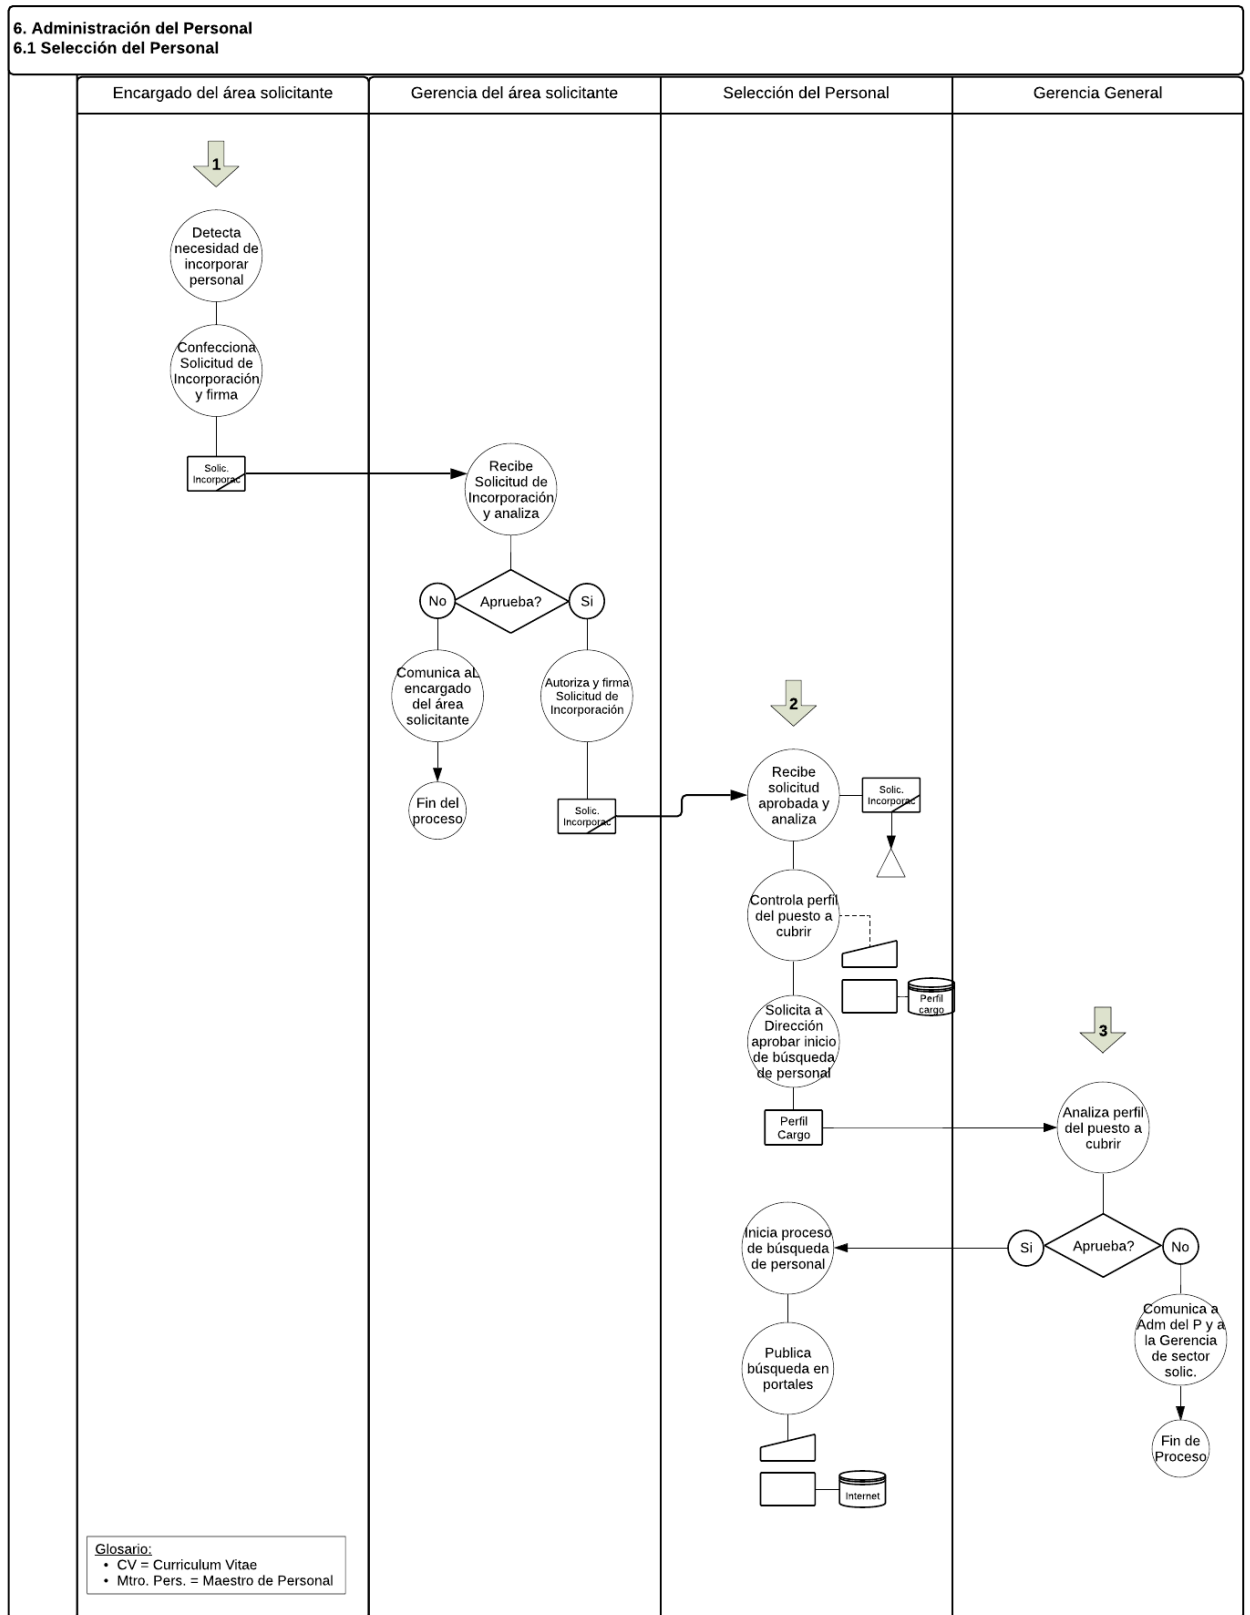 6. Administración del Personal
6.1 Selección del Personal
Encargado del área solicitante
Gerencia del área solicitante
Selección del Personal
Gerencia General
1
Detecta
necesidad de
incorporar
personal
Confecciona
Solicitud de
Incorporación
y firma
Solic.
Incorporac
Recibe
Solicitud de
Incorporación
y analiza
No
Aprueba?
Si
Comunica aL
encargado
del área
solicitante
Autoriza y firma
Solicitud de
Incorporación
Fin del
proceso
Solic.
Incorporac
2
Recibe
solicitud
aprobada y
analiza
Solic.
Incorporac
Controla perfil
del puesto a
cubrir
Perfil
cargo
Solicita a
Dirección
aprobar inicio
de búsqueda
de personal
Perfil
Cargo
3
Analiza perfil
del puesto a
cubrir
Si
Aprueba?
No
Inicia proceso
de búsqueda
de personal
Comunica a
Adm del P y a
la Gerencia
de sector
solic.
Publica
búsqueda en
portales
Fin de
Proceso
Internet
Glosario:
• CV = Curriculum Vitae
• Mtro. Pers. = Maestro de Personal